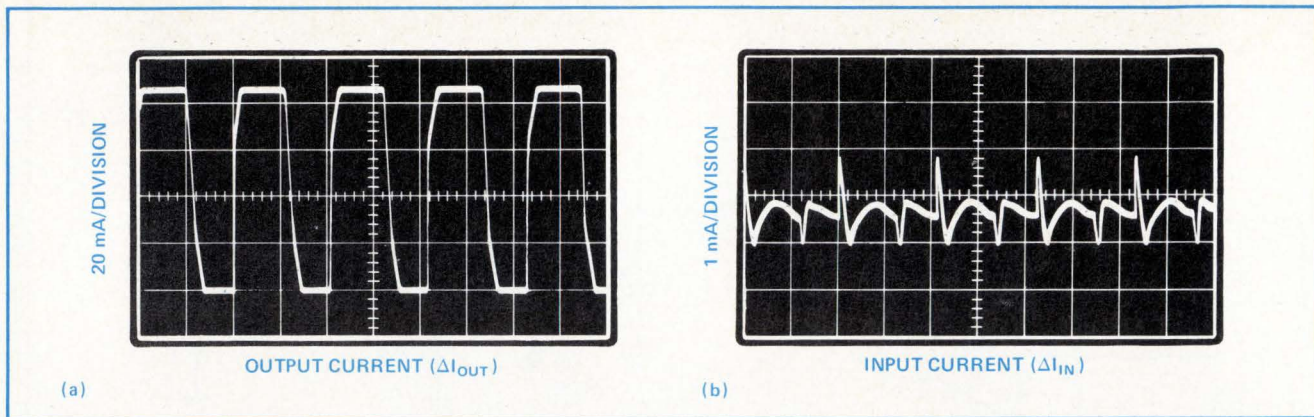 20 mA/DIVISION
OUTPUT CURRENT (ΔI_OUT)
(a)
1 mA/DIVISION
INPUT CURRENT (ΔI_IN)
(b)